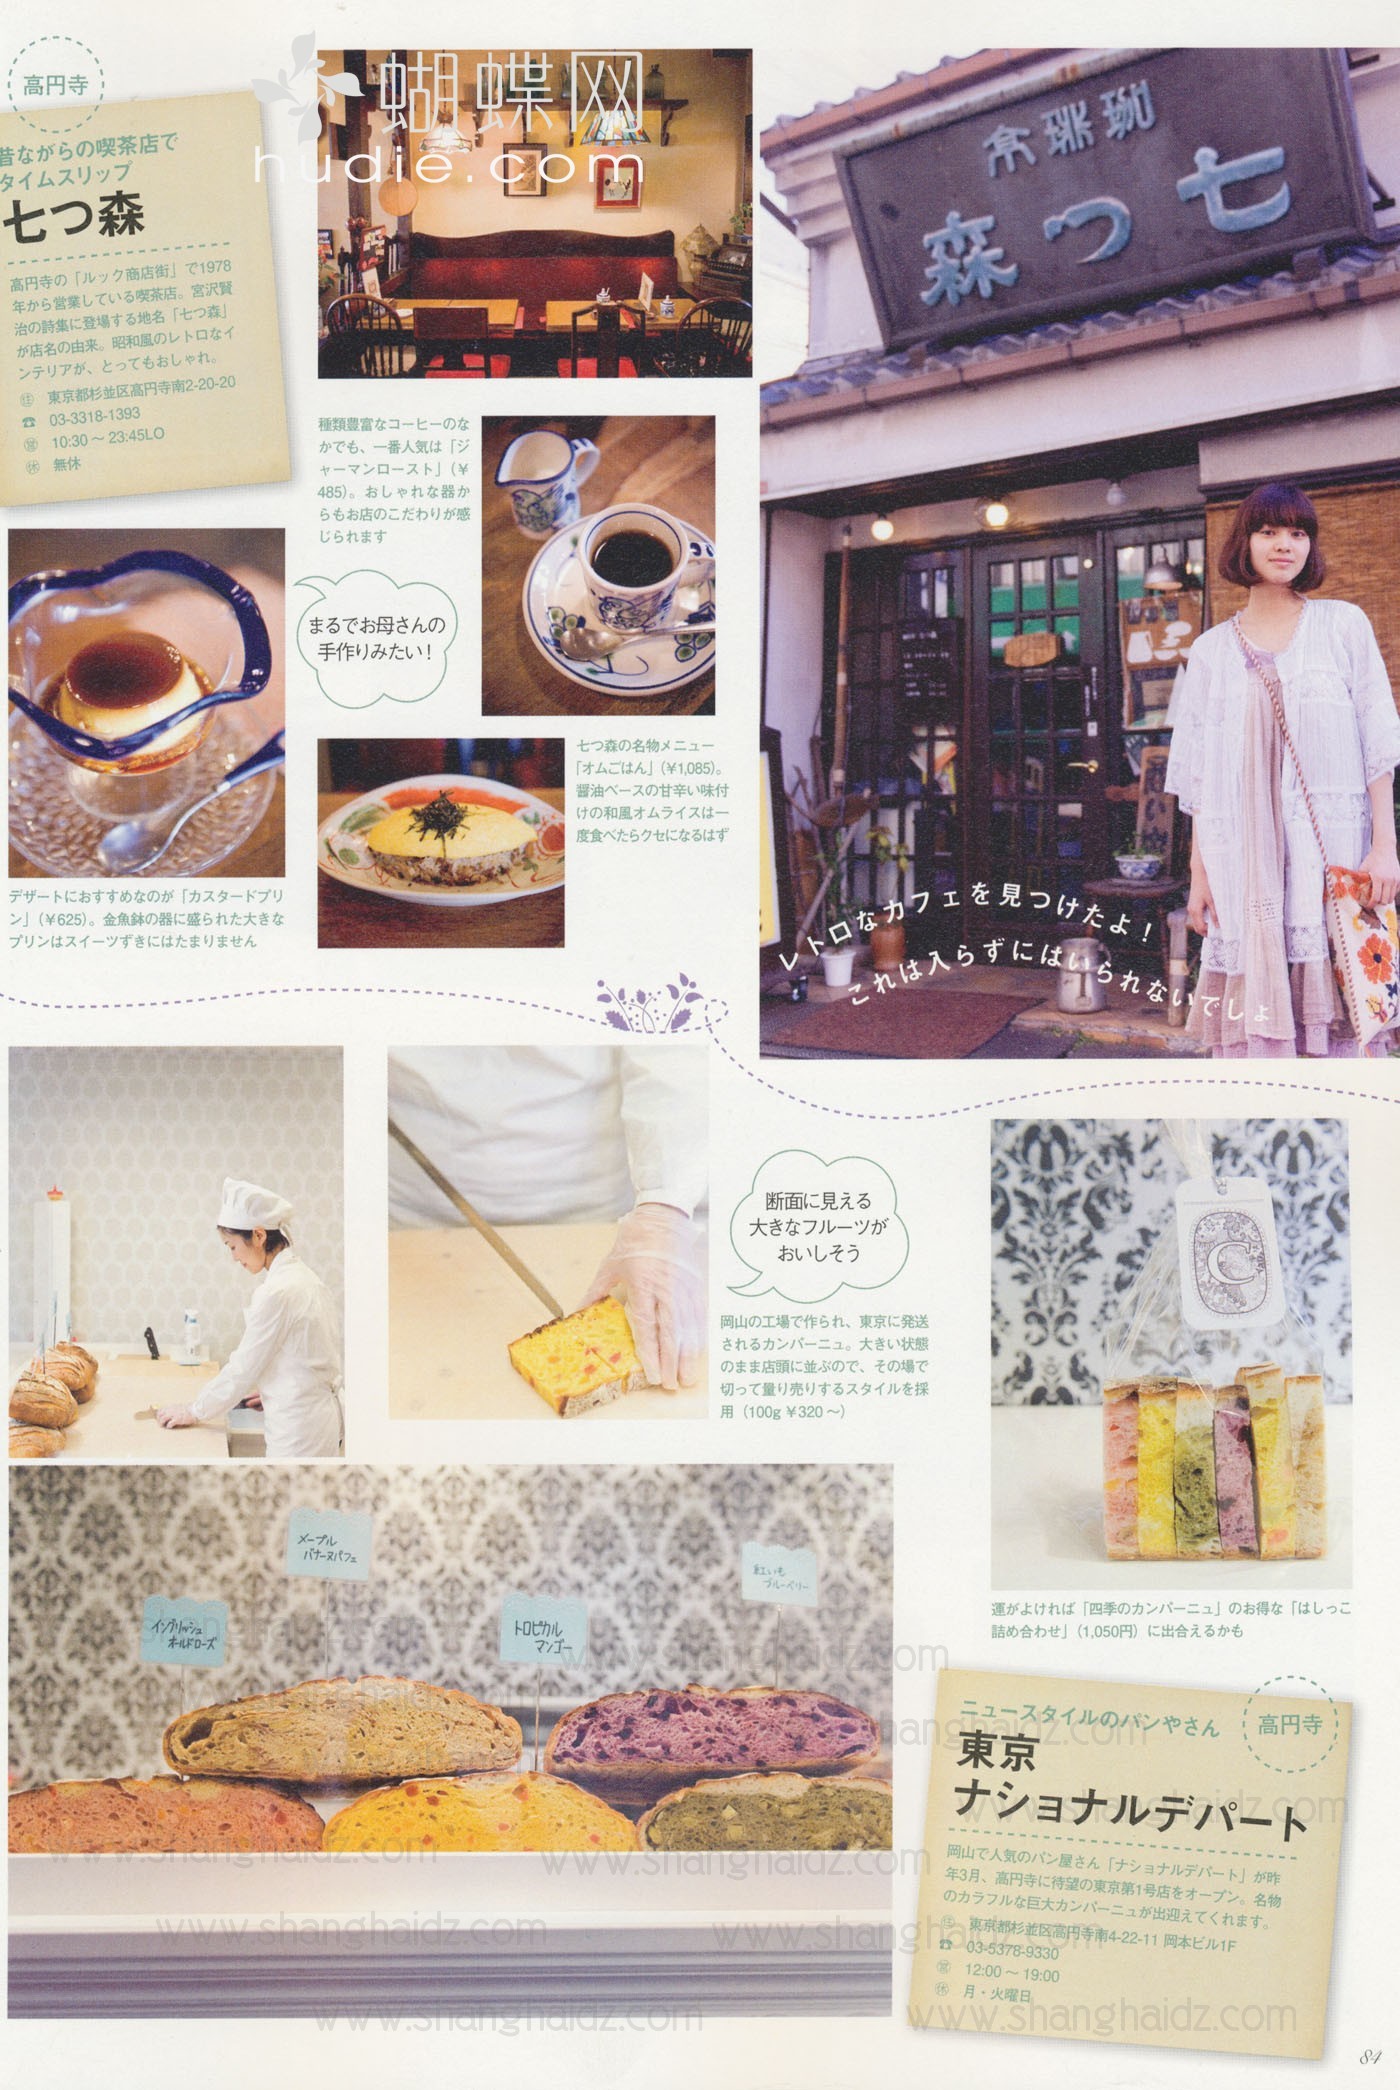 高円寺
昔ながらの喫茶店で
タイムスリップ
七つ森
高円寺の「ルック商店街」で1978
年から営業している喫茶店。宮沢賢
治の詩集に登場する地名「七つ森」
が店名の由来。昭和風のレトロなイ
ンテリアが、とってもおしゃれ。
住 東京都杉並区高円寺南2-20-20
☎ 03-3318-1393
営 10:30～23:45LO
休 無休
蝴蝶网
hudie.com
珈琲亭
七つ森
種類豊富なコーヒーのな
かでも、一番人気は「ジ
ャーマンロースト」(¥
485)。おしゃれな器か
らもお店のこだわりが感
じられます
まるでお母さんの
手作りみたい！
七つ森の名物メニュー
「オムごはん」(¥1,085)。
醤油ベースの甘辛い味付
けの和風オムライスは一
度食べたらクセになるはず
デザートにおすすめなのが「カスタードプリ
ン」(¥625)。金魚鉢の器に盛られた大きな
プリンはスイーツずきにはたまりません
レトロなカフェを見つけたよ！
これは入らずにはいられないでしょ
断面に見える
大きなフルーツが
おいしそう
岡山の工場で作られ、東京に発送
されるカンパーニュ。大きい状態
のまま店頭に並ぶので、その場で
切って量り売りするスタイルを採
用（100g ¥320～）
C
運がよければ「四季のカンパーニュ」のお得な「はしっこ
詰め合わせ」(1,050円）に出合えるかも
メープル
バナーヌパフェ
紅いも
ブルーベリー
イングリッシュ
オールドローズ
トロピカル
マンゴー
ニュースタイルのパンやさん
高円寺
東京
ナショナルデパート
岡山で人気のパン屋さん「ナショナルデパート」が昨
年3月、高円寺に待望の東京第1号店をオープン。名物
のカラフルな巨大カンパーニュが出迎えてくれます。
住 東京都杉並区高円寺南4-22-11 岡本ビル1F
☎ 03-5378-9330
営 12:00～19:00
休 月・火曜日
www.shanghaidz.com
www.shanghaidz.com
www.shanghaidz.com
www.shanghaidz.com
www.shanghaidz.com
www.shanghaidz.com
www.shanghaidz.com
www.shanghaidz.com
www.shanghaidz.com
www.shanghaidz.com
84